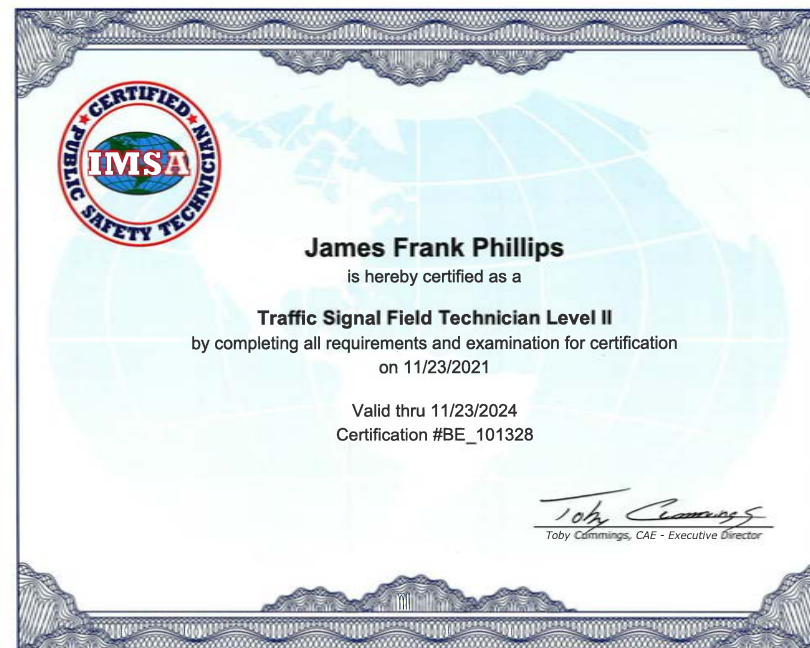 CERTIFIED
PUBLIC SAFETY TECHNICIAN
IMSA
James Frank Phillips
is hereby certified as a
Traffic Signal Field Technician Level II
by completing all requirements and examination for certification
on 11/23/2021
Valid thru 11/23/2024
Certification #BE_101328
Toby Cummings
Toby Cummings, CAE - Executive Director